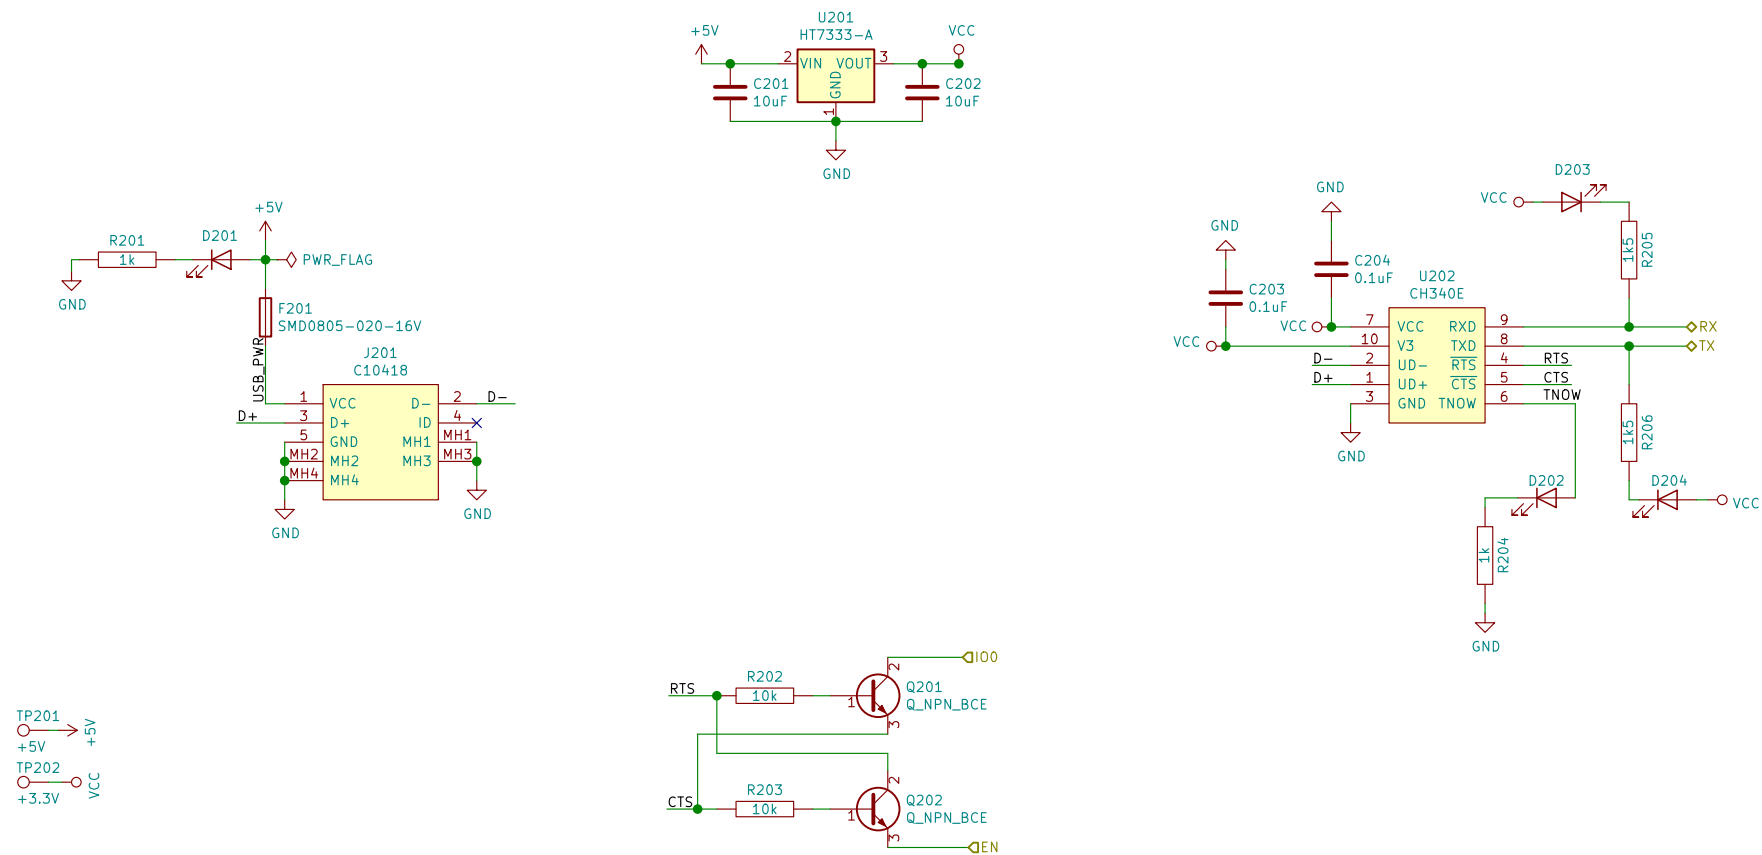 U201
HT7333-A
+5V
VCC
2
VIN
VOUT
3
GND
1
C201
10uF
C202
10uF
GND
+5V
R201
1k
D201
PWR_FLAG
GND
F201
SMD0805-020-16V
USB_PWR
J201
C10418
1
VCC
D-
2
D-
D+
3
D+
ID
4
5
GND
MH1
MH1
MH2
MH2
MH3
MH3
MH4
MH4
GND
GND
D203
VCC
GND
GND
R205
1k5
C204
0.1uF
C203
0.1uF
U202
CH340E
VCC
7
VCC
RXD
9
RX
VCC
10
V3
TXD
8
TX
D-
2
UD-
RTS
4
RTS
D+
1
UD+
CTS
5
CTS
3
GND
TNOW
6
TNOW
GND
R206
1k5
D202
D204
VCC
R204
1k
GND
IO0
2
RTS
R202
10k
1
Q201
Q_NPN_BCE
3
2
CTS
R203
10k
1
Q202
Q_NPN_BCE
3
EN
TP201
+5V
+5V
TP202
+3.3V
VCC